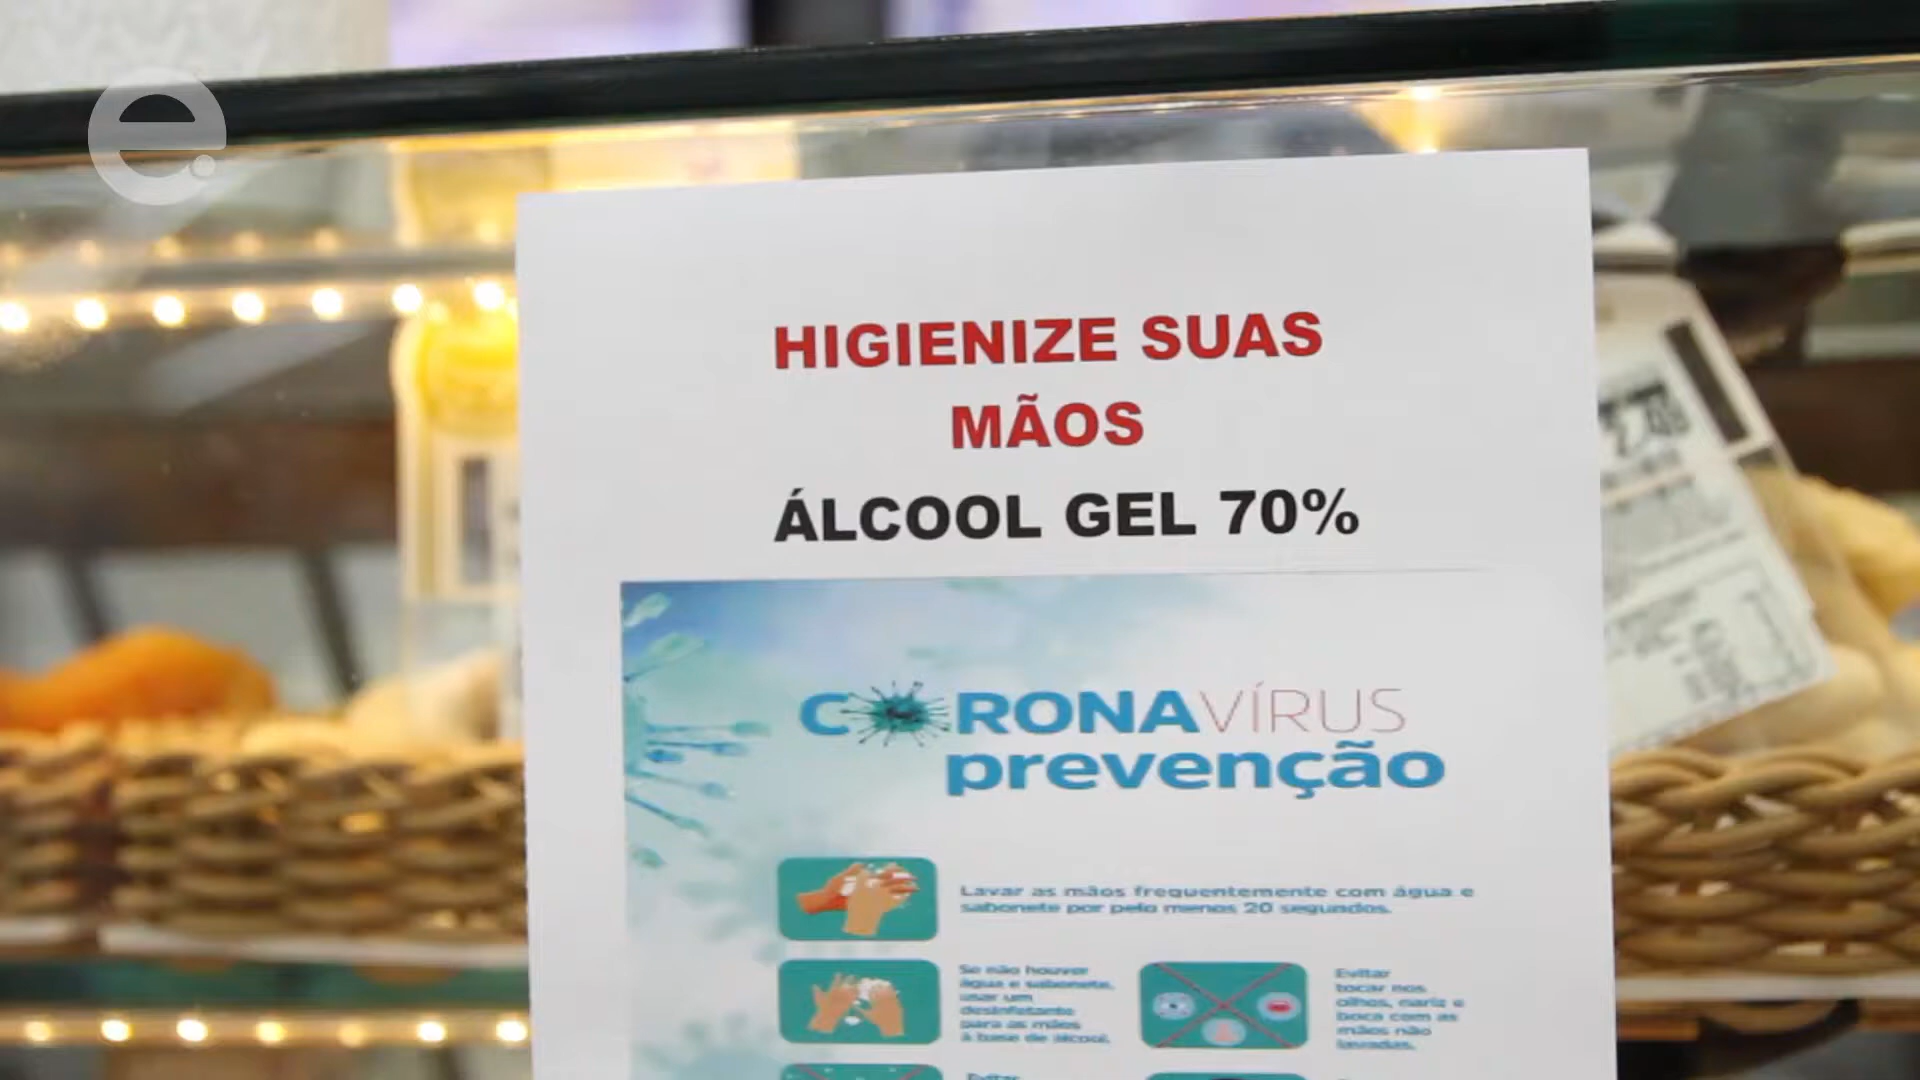 e.
HIGIENIZE SUAS
MÃOS
ÁLCOOL GEL 70%
CORONAVÍRUS
prevenção
Lavar as mãos frequentemente com água e
sabonete por pelo menos 20 segundos.
Se não houver
água e sabonete,
usar um
desinfetante
para as mãos
à base de álcool.
Evitar
tocar nos
olhos, nariz e
boca com as
mãos não
lavadas.
Evitar